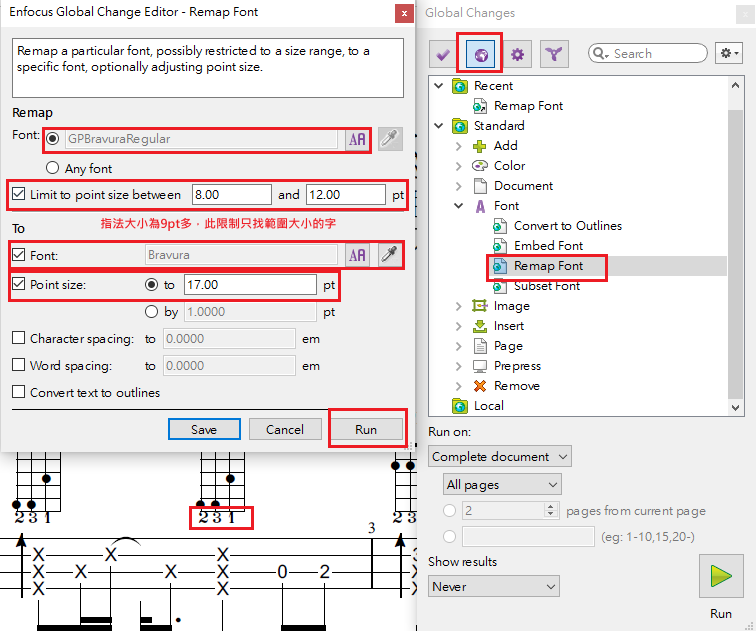 Enfocus Global Change Editor - Remap Font
x
Remap a particular font, possibly restricted to a size range, to a
specific font, optionally adjusting point size.
Remap
Font:
GPBravuraRegular
AA
Any font
Limit to point size between 8.00 and 12.00 pt
指法大小為9pt多,此限制只找範圍大小的字
To
Font:
Bravura
AA
Point size:
to 17.00 pt
by 1.0000 pt
Character spacing: to 0.0000 em
Word spacing: to 0.0000 em
Convert text to outlines
Save
Cancel
Run
2 3 1
2 3 1
2 3
3
X X X X X X X X X
0 2
Global Changes
x
Search
Recent
Remap Font
Standard
Add
Color
Document
A Font
Convert to Outlines
Embed Font
Remap Font
Subset Font
Image
Insert
Page
Prepress
Remove
Local
Run on:
Complete document
All pages
2 pages from current page
(eg: 1-10,15,20-)
Show results
Never
Run